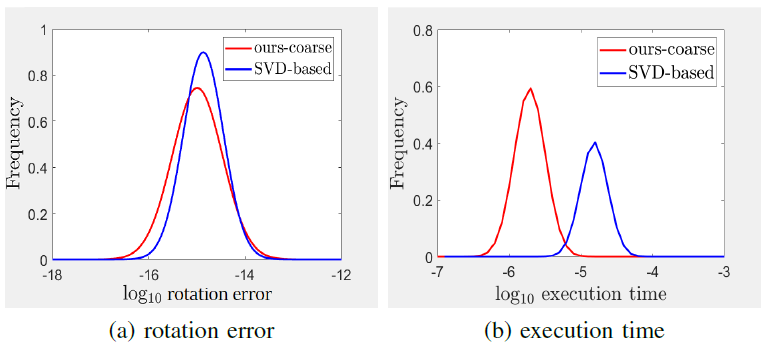 1
0.8
0.6
0.4
0.2
0
Frequency
ours-coarse
SVD-based
-18 -16 -14 -12
log10 rotation error
(a) rotation error
0.8
0.6
0.4
0.2
0
Frequency
ours-coarse
SVD-based
-7 -6 -5 -4 -3
log10 execution time
(b) execution time